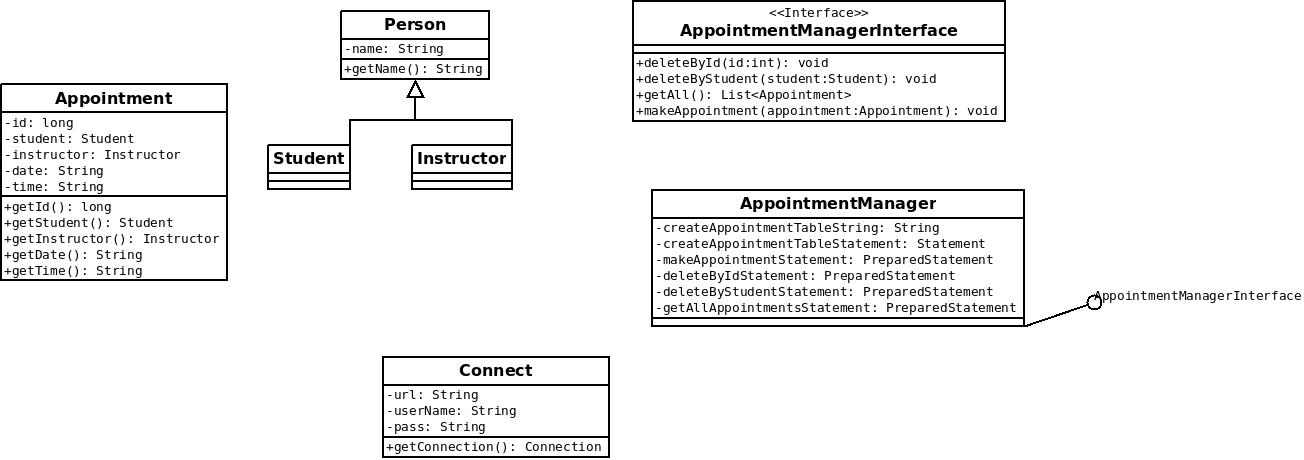 Person
-name: String
+getName(): String
<<Interface>>
AppointmentManagerInterface
+deleteById(id:int): void
+deleteByStudent(student:Student): void
+getAll(): List<Appointment>
+makeAppointment(appointment:Appointment): void
Appointment
-id: long
-student: Student
-instructor: Instructor
-date: String
-time: String
+getId(): long
+getStudent(): Student
+getInstructor(): Instructor
+getDate(): String
+getTime(): String
Student
Instructor
AppointmentManager
-createAppointmentTableString: String
-createAppointmentTableStatement: Statement
-makeAppointmentStatement: PreparedStatement
-deleteByIdStatement: PreparedStatement
-deleteByStudentStatement: PreparedStatement
-getAllAppointmentsStatement: PreparedStatement
AppointmentManagerInterface
Connect
-url: String
-userName: String
-pass: String
+getConnection(): Connection